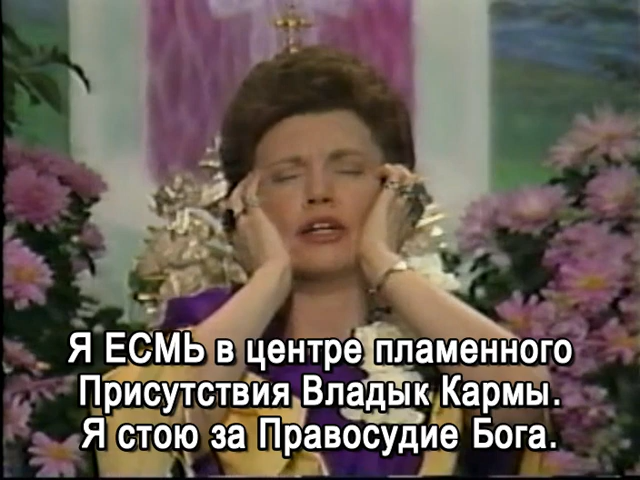 Я ЕСМЬ в центре пламенного
Присутствия Владык Кармы.
Я стою за Правосудие Бога.